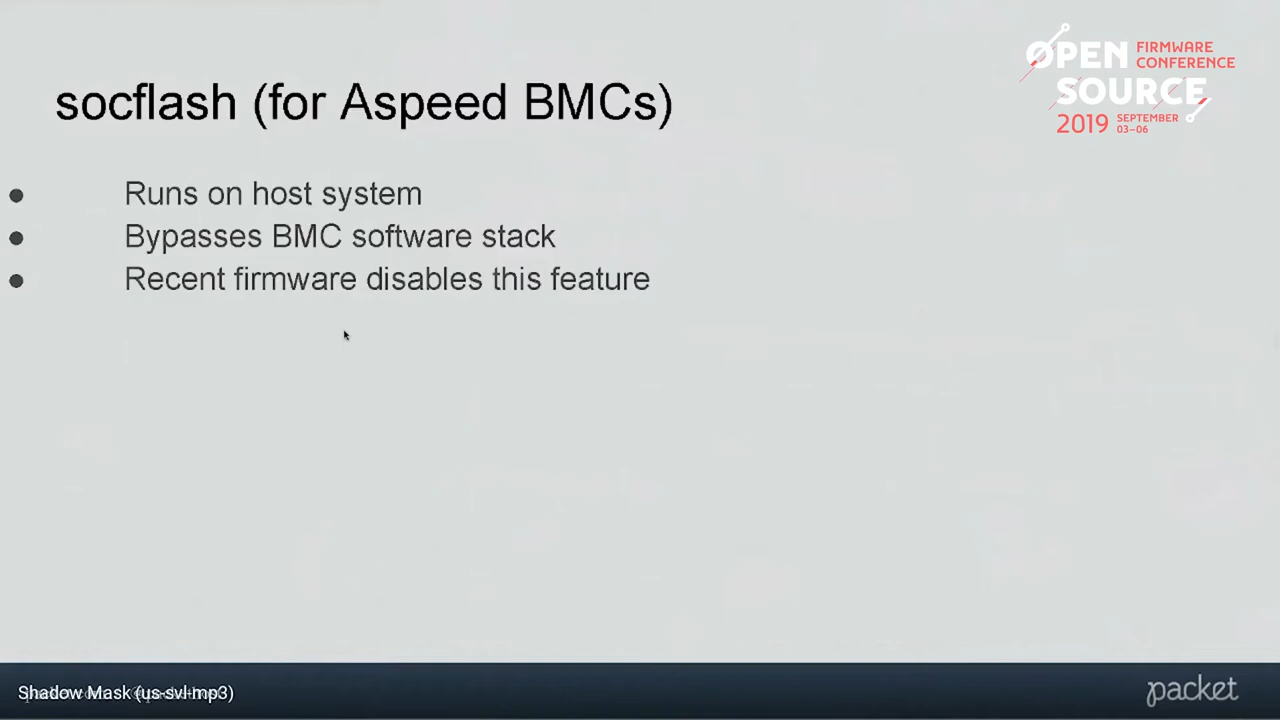 OPEN FIRMWARE
CONFERENCE
SOURCE
2019 SEPTEMBER
03–06
socflash (for Aspeed BMCs)
● Runs on host system
● Bypasses BMC software stack
● Recent firmware disables this feature
Shadow Mask (us-svl-mp3)
packet